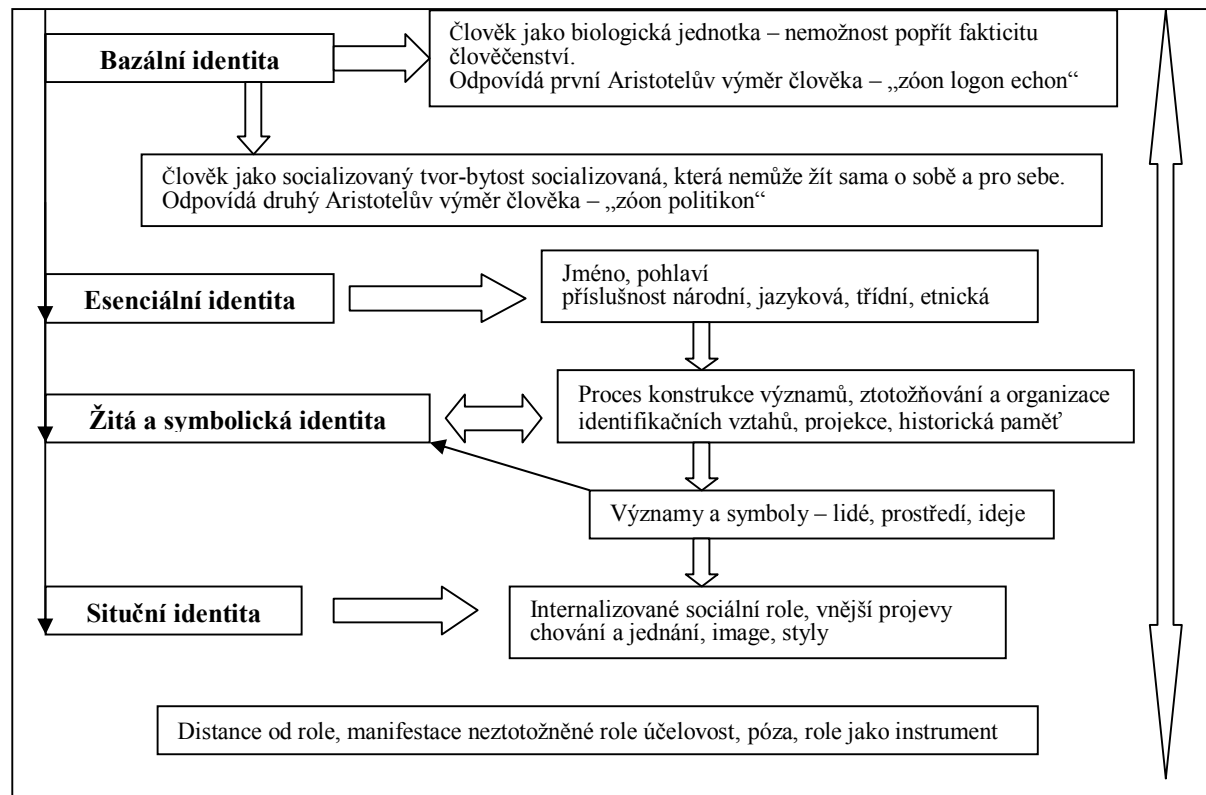 Bazální identita
Člověk jako biologická jednotka – nemožnost popřít fakticitu
člověčenství.
Odpovídá první Aristotelův výměr člověka – „zóon logon echon“
Člověk jako socializovaný tvor-bytost socializovaná, která nemůže žít sama o sobě a pro sebe.
Odpovídá druhý Aristotelův výměr člověka – „zóon politikon“
Esenciální identita
Jméno, pohlaví
příslušnost národní, jazyková, třídní, etnická
Žitá a symbolická identita
Proces konstrukce významů, ztotožňování a organizace
identifikačních vztahů, projekce, historická paměť
Významy a symboly – lidé, prostředí, ideje
Situční identita
Internalizované sociální role, vnější projevy
chování a jednání, image, styly
Distance od role, manifestace neztotožněné role účelovost, póza, role jako instrument